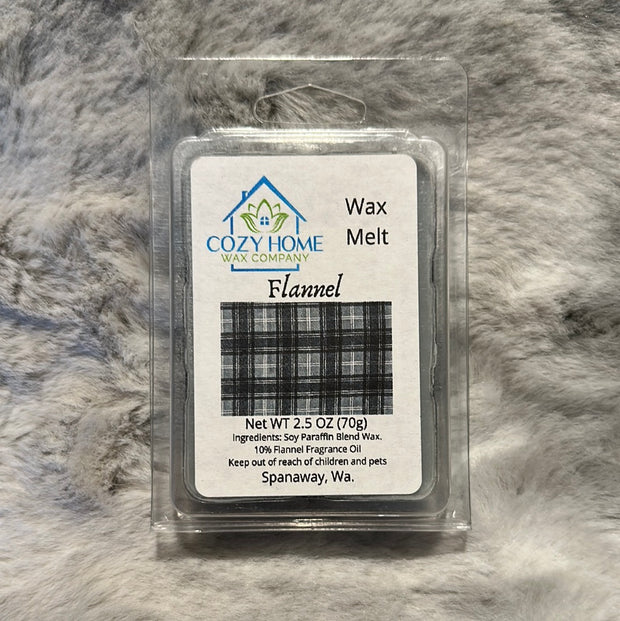 COZY HOME
WAX COMPANY
Wax
Melt
Flannel
Net WT 2.5 OZ (70g)
Ingredients: Soy Paraffin Blend Wax.
10% Flannel Fragrance Oil
Keep out of reach of children and pets
Spanaway, Wa.